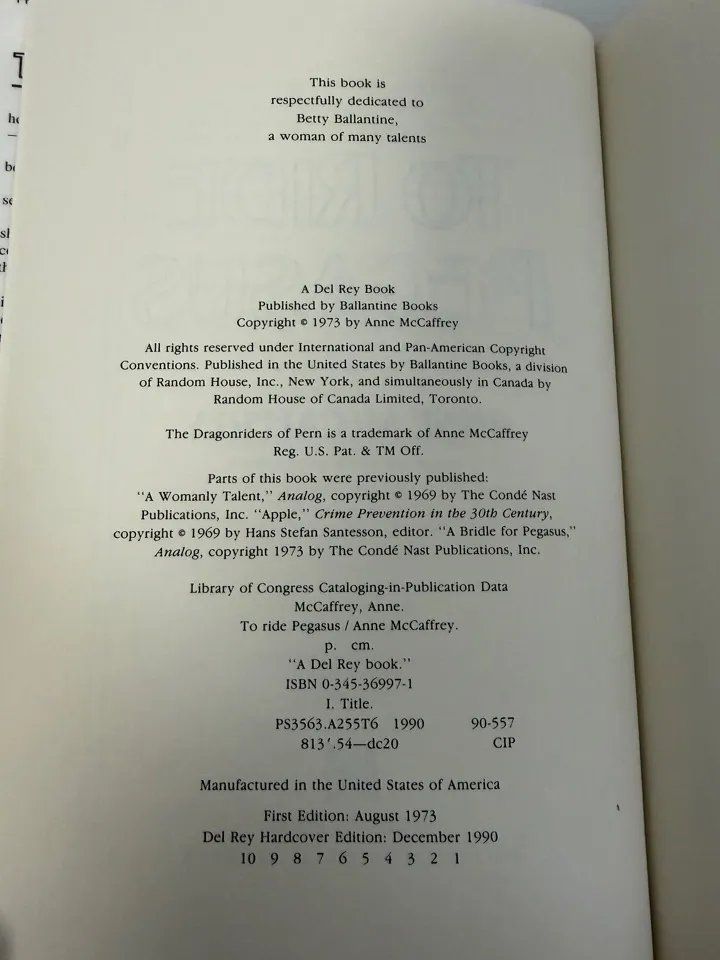 This book is
respectfully dedicated to
Betty Ballantine,
a woman of many talents
A Del Rey Book
Published by Ballantine Books
Copyright © 1973 by Anne McCaffrey
All rights reserved under International and Pan-American Copyright
Conventions. Published in the United States by Ballantine Books, a division
of Random House, Inc., New York, and simultaneously in Canada by
Random House of Canada Limited, Toronto.
The Dragonriders of Pern is a trademark of Anne McCaffrey
Reg. U.S. Pat. & TM Off.
Parts of this book were previously published:
“A Womanly Talent,” Analog, copyright © 1969 by The Condé Nast
Publications, Inc. “Apple,” Crime Prevention in the 30th Century,
copyright © 1969 by Hans Stefan Santesson, editor. “A Bridle for Pegasus,”
Analog, copyright 1973 by The Condé Nast Publications, Inc.
Library of Congress Cataloging-in-Publication Data
McCaffrey, Anne.
To ride Pegasus / Anne McCaffrey.
p. cm.
“A Del Rey book.”
ISBN 0-345-36997-1
I. Title.
PS3563.A255T6 1990 90-557
813′.54—dc20 CIP
Manufactured in the United States of America
First Edition: August 1973
Del Rey Hardcover Edition: December 1990
10 9 8 7 6 5 4 3 2 1